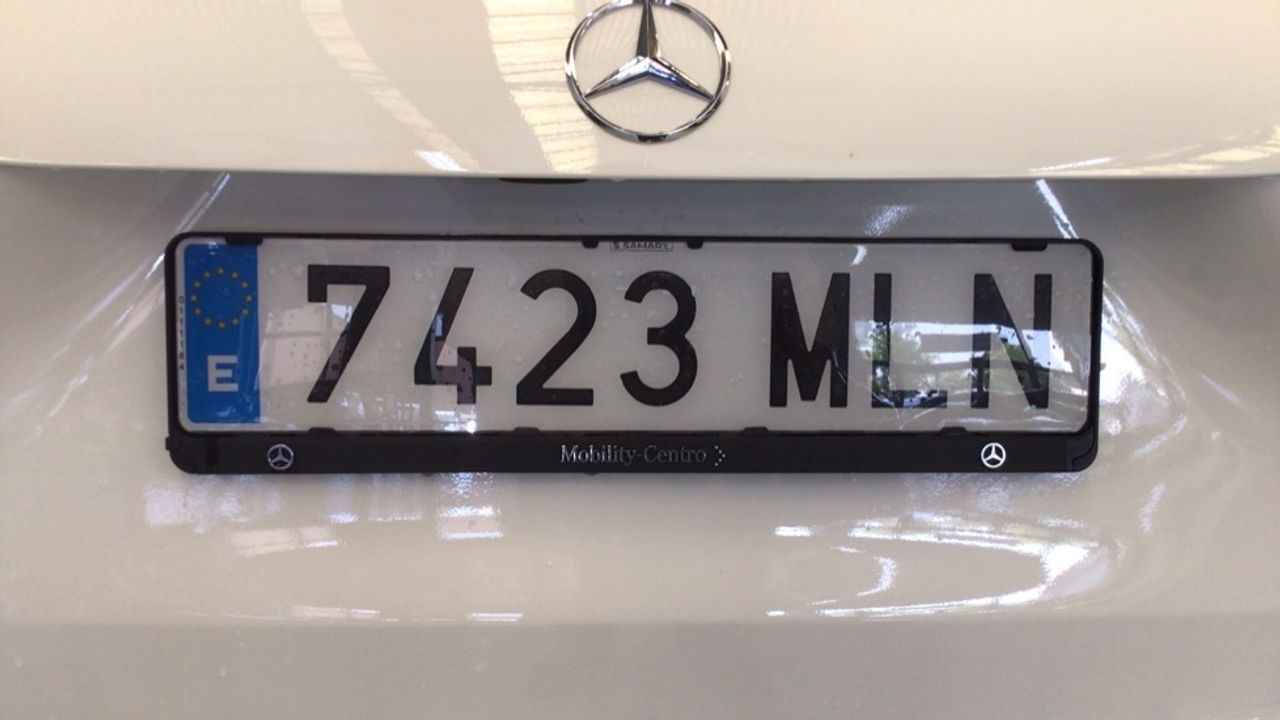 SAMAR'T
E
7423 MLN
Mobility-Centro